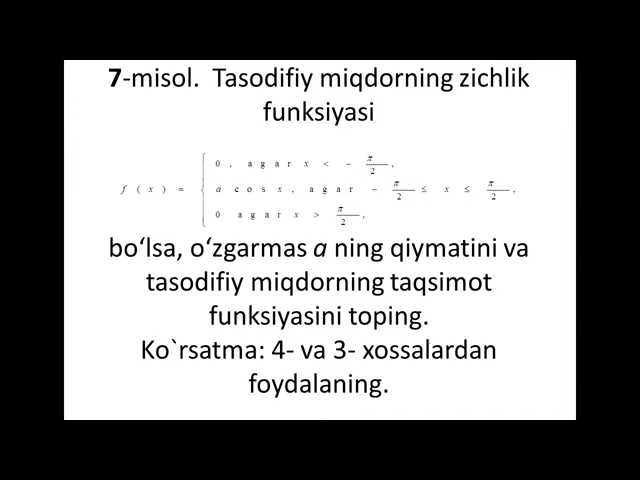 7-misol. Tasodifiy miqdorning zichlik
funksiyasi
0, agar x < - π/2,
f(x) = { a cos x, agar - π/2 ≤ x ≤ π/2,
0 agar x > π/2,
bo‘lsa, o‘zgarmas a ning qiymatini va
tasodifiy miqdorning taqsimot
funksiyasini toping.
Ko`rsatma: 4- va 3- xossalardan
foydalaning.